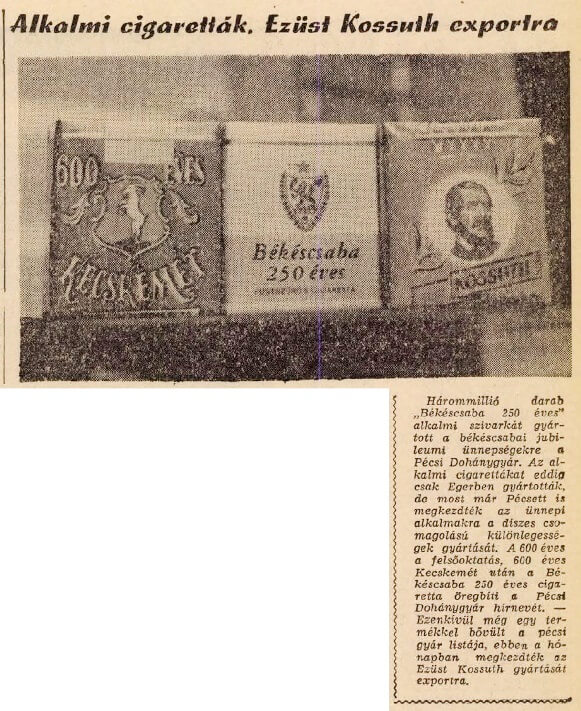 Alkalmi cigaretták. Ezüst Kossuth exportra
600 ÉVES
KECSKEMÉT
Békéscsaba
250 éves
KOSSUTH
Hárommillió darab
„Békéscsaba 250 éves"
alkalmi szivarkát gyár-
tott a békéscsabai jubi-
leumi ünnepségekre a
Pécsi Dohánygyár. Az al-
kalmi cigarettákat eddig
csak Egerben gyártották,
de most már Pécsett is
megkezdték az ünnepi
alkalmakra a díszes cso-
magolású különlegessé-
gek gyártását. A 600 éves
a felsőoktatás, 600 éves
Kecskemét után a Bé-
késcsaba 250 éves ciga-
retta öregbíti a Pécsi
Dohánygyár hírnevét. —
Ezenkívül még egy ter-
mékkel bővült a pécsi
gyár listája, ebben a hó-
napban megkezdték az
Ezüst Kossuth gyártását
exportra.